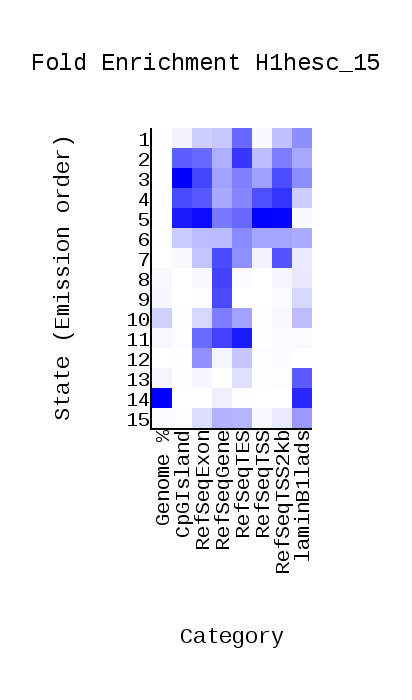 Fold Enrichment H1hesc_15
State (Emission order)
1
2
3
4
5
6
7
8
9
10
11
12
13
14
15
Genome %
CpGIsland
RefSeqExon
RefSeqGene
RefSeqTES
RefSeqTSS
RefSeqTSS2kb
laminB1lads
Category